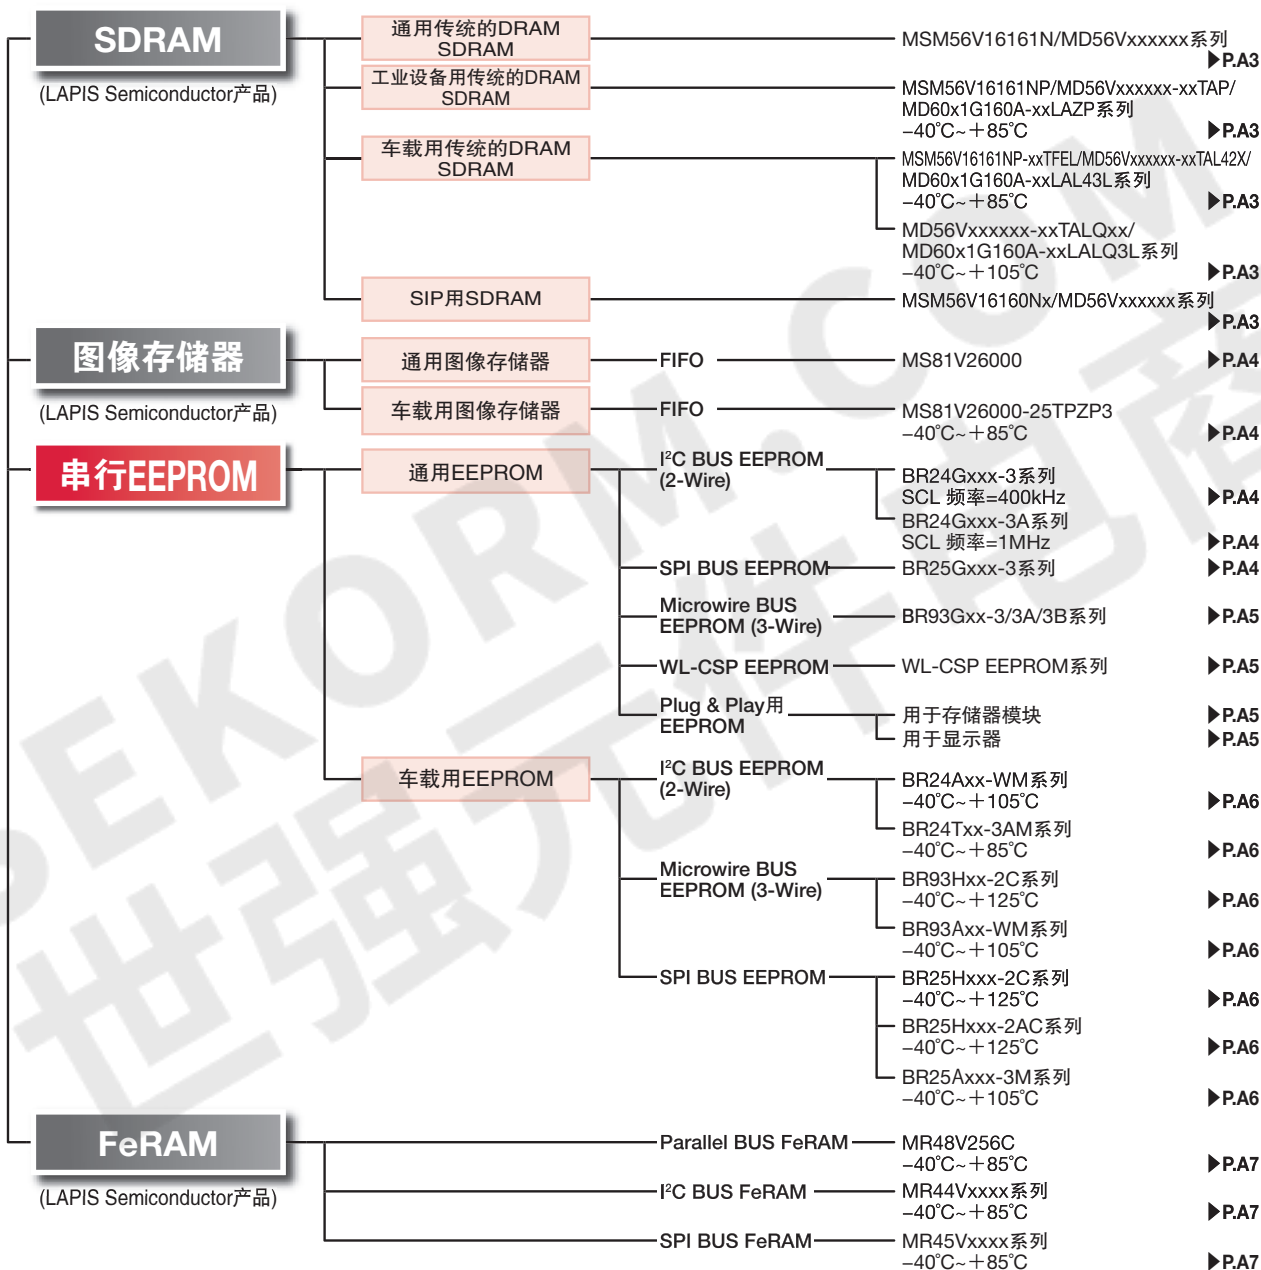 SDRAM
(LAPIS Semiconductor产品)
通用传统的DRAM
SDRAM
MSM56V16161N/MD56Vxxxxxx系列
▶P.A3
工业设备用传统的DRAM
SDRAM
MSM56V16161NP/MD56Vxxxxxx-xxTAP/
MD60x1G160A-xxLAZP系列
−40℃~＋85℃ ▶P.A3
车载用传统的DRAM
SDRAM
MSM56V16161NP-xxTFEL/MD56Vxxxxxx-xxTAL42X/
MD60x1G160A-xxLAL43L系列
−40℃~＋85℃ ▶P.A3
MD56Vxxxxxx-xxTALQxx/
MD60x1G160A-xxLALQ3L系列
−40℃~＋105℃ ▶P.A3
SIP用SDRAM
MSM56V16160Nx/MD56Vxxxxxx系列
▶P.A3
图像存储器
(LAPIS Semiconductor产品)
通用图像存储器 FIFO MS81V26000 ▶P.A4
车载用图像存储器 FIFO MS81V26000-25TPZP3
−40℃~＋85℃ ▶P.A4
串行EEPROM
通用EEPROM
I²C BUS EEPROM
(2-Wire)
BR24Gxxx-3系列
SCL 频率=400kHz ▶P.A4
BR24Gxxx-3A系列
SCL 频率=1MHz ▶P.A4
SPI BUS EEPROM BR25Gxxx-3系列 ▶P.A4
Microwire BUS
EEPROM (3-Wire) BR93Gxx-3/3A/3B系列 ▶P.A5
WL-CSP EEPROM WL-CSP EEPROM系列 ▶P.A5
Plug & Play用
EEPROM
用于存储器模块 ▶P.A5
用于显示器 ▶P.A5
车载用EEPROM
I²C BUS EEPROM
(2-Wire)
BR24Axx-WM系列
−40℃~＋105℃ ▶P.A6
BR24Txx-3AM系列
−40℃~＋85℃ ▶P.A6
Microwire BUS
EEPROM (3-Wire)
BR93Hxx-2C系列
−40℃~＋125℃ ▶P.A6
BR93Axx-WM系列
−40℃~＋105℃ ▶P.A6
SPI BUS EEPROM
BR25Hxxx-2C系列
−40℃~＋125℃ ▶P.A6
BR25Hxxx-2AC系列
−40℃~＋125℃ ▶P.A6
BR25Axxx-3M系列
−40℃~＋105℃ ▶P.A6
FeRAM
(LAPIS Semiconductor产品)
Parallel BUS FeRAM MR48V256C
−40℃~＋85℃ ▶P.A7
I²C BUS FeRAM MR44Vxxxx系列
−40℃~＋85℃ ▶P.A7
SPI BUS FeRAM MR45Vxxxx系列
−40℃~＋85℃ ▶P.A7
SEKORM.COM
世强元件电商